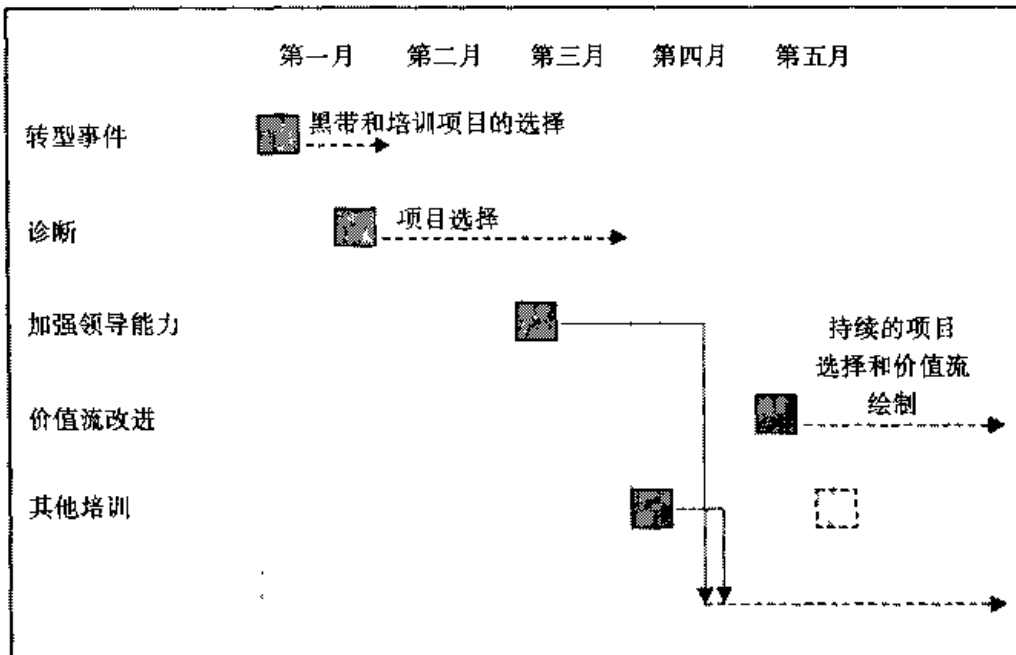 第一月 第二月 第三月 第四月 第五月
转型事件
黑带和培训项目的选择
诊断
项目选择
加强领导能力
持续的项目
选择和价值流
绘制
价值流改进
其他培训